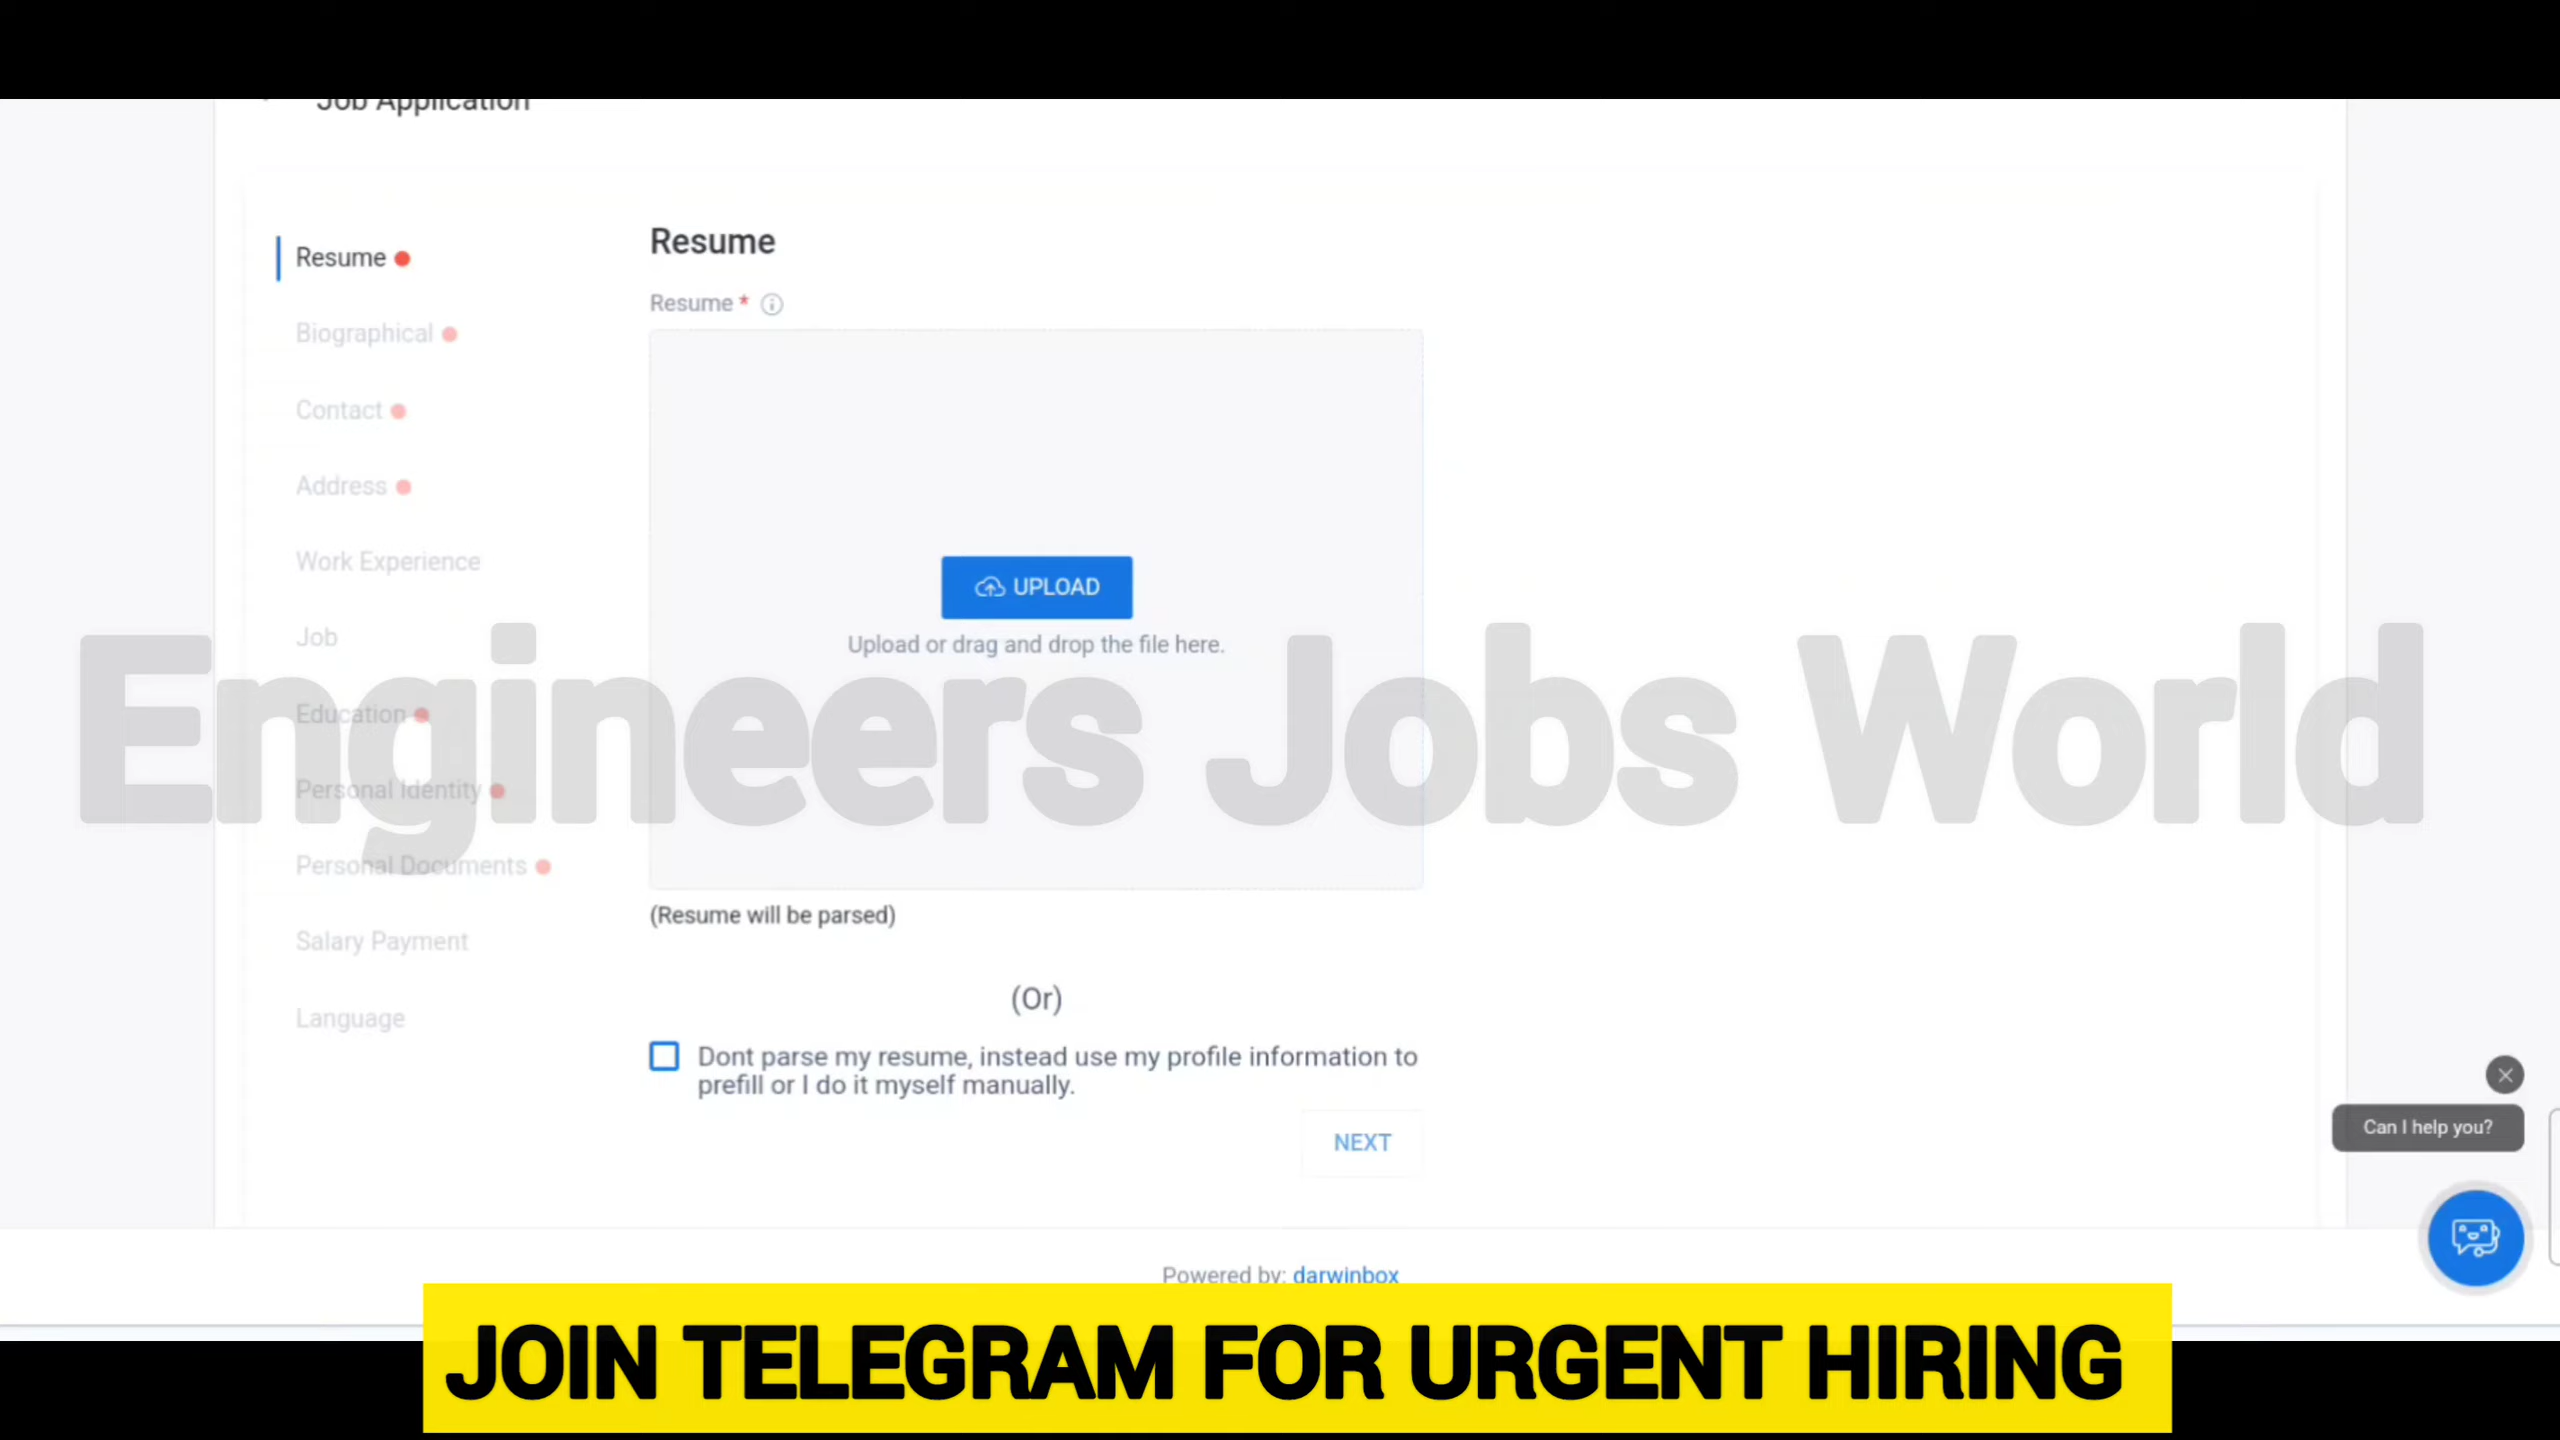 Job Application
Resume
Biographical
Contact
Address
Work Experience
Job
Education
Personal Identity
Personal Documents
Salary Payment
Language
Resume
Resume *
UPLOAD
Upload or drag and drop the file here.
(Resume will be parsed)
(Or)
Dont parse my resume, instead use my profile information to
prefill or I do it myself manually.
NEXT
Engineers Jobs World
Can I help you?
Powered by: darwinbox
JOIN TELEGRAM FOR URGENT HIRING